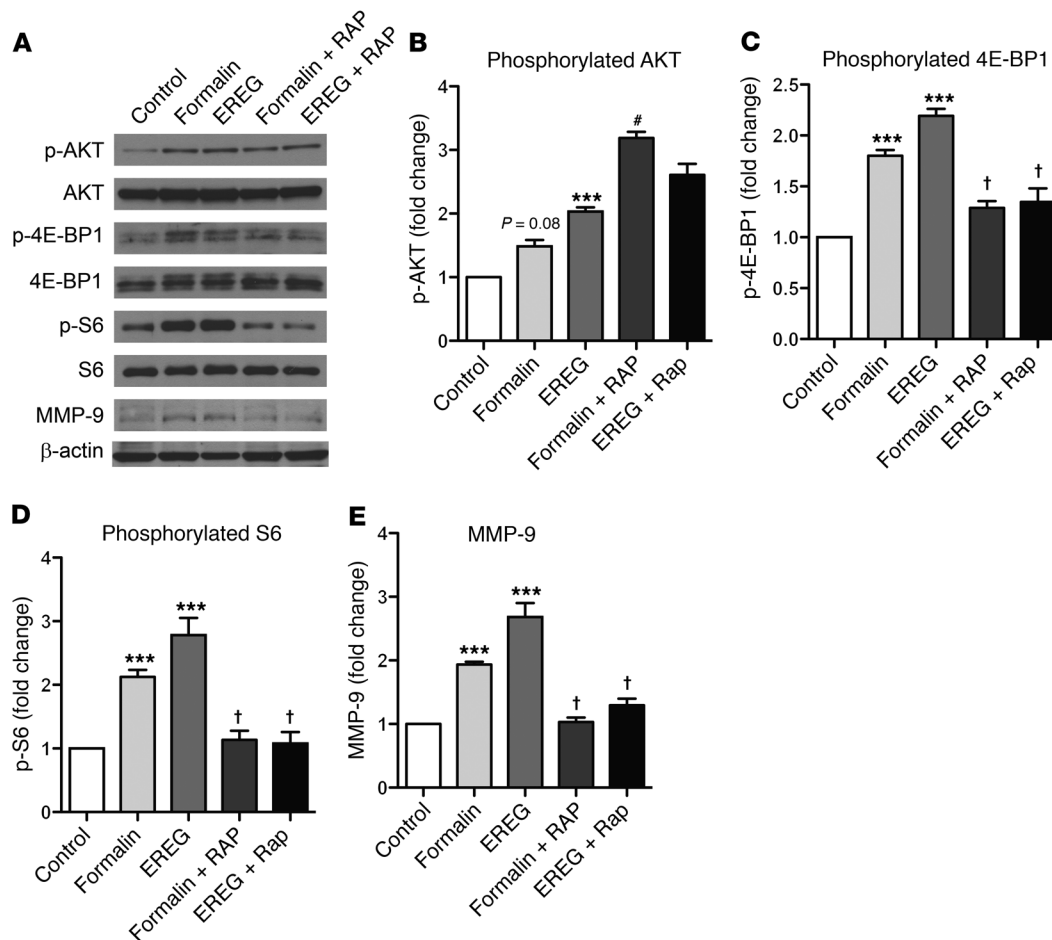 A
Control
Formalin
EREG
Formalin + RAP
EREG + RAP
p-AKT
AKT
p-4E-BP1
4E-BP1
p-S6
S6
MMP-9
β-actin
B
Phosphorylated AKT
p-AKT (fold change)
4
3
2
1
0
P = 0.08
***
#
Control
Formalin
EREG
Formalin + RAP
EREG + Rap
C
Phosphorylated 4E-BP1
p-4E-BP1 (fold change)
2.5
2.0
1.5
1.0
0.5
0.0
***
***
†
†
Control
Formalin
EREG
Formalin + RAP
EREG + Rap
D
Phosphorylated S6
p-S6 (fold change)
4
3
2
1
0
***
***
†
†
Control
Formalin
EREG
Formalin + RAP
EREG + Rap
E
MMP-9
MMP-9 (fold change)
4
3
2
1
0
***
***
†
†
Control
Formalin
EREG
Formalin + RAP
EREG + Rap